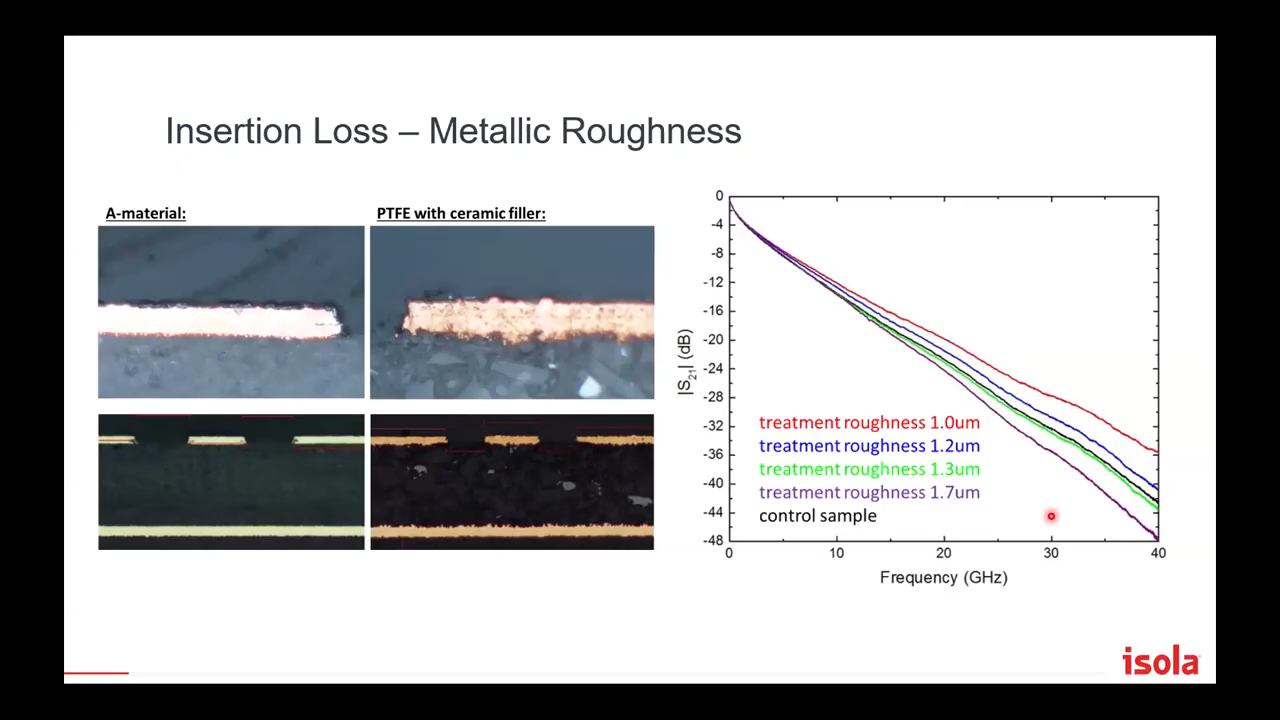 Insertion Loss – Metallic Roughness
A-material:
PTFE with ceramic filler:
0
-4
-8
-12
-16
-20
-24
-28
-32
-36
-40
-44
-48
|S21| (dB)
treatment roughness 1.0um
treatment roughness 1.2um
treatment roughness 1.3um
treatment roughness 1.7um
control sample
0 10 20 30 40
Frequency (GHz)
isola